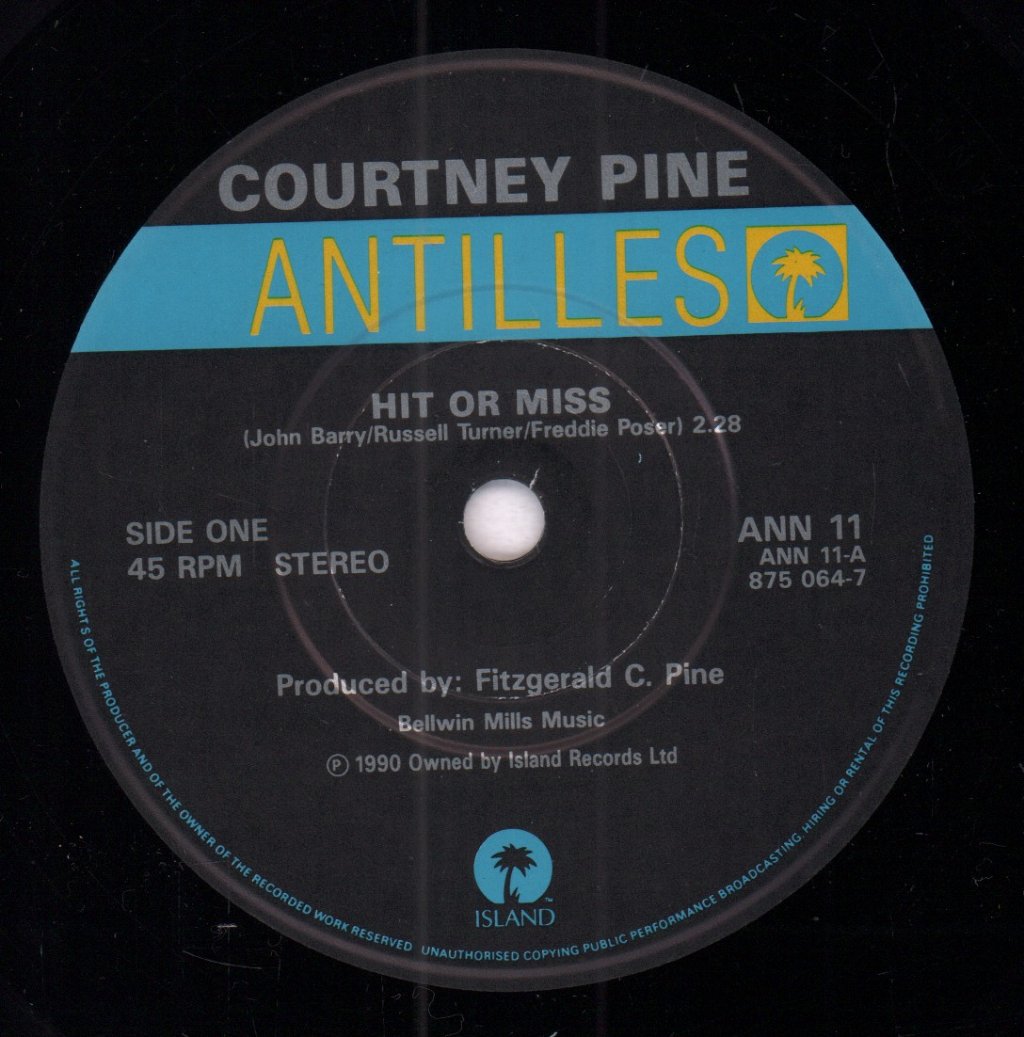 COURTNEY PINE
ANTILLES
HIT OR MISS
(John Barry/Russell Turner/Freddie Poser) 2.28
SIDE ONE
45 RPM STEREO
ANN 11
ANN 11-A
875 064-7
Produced by: Fitzgerald C. Pine
Bellwin Mills Music
Ⓟ 1990 Owned by Island Records Ltd
ISLAND™
ALL RIGHTS OF THE PRODUCER AND OF THE OWNER OF THE RECORDED WORK RESERVED UNAUTHORISED COPYING PUBLIC PERFORMANCE BROADCASTING, HIRING OR RENTAL OF THIS RECORDING PROHIBITED